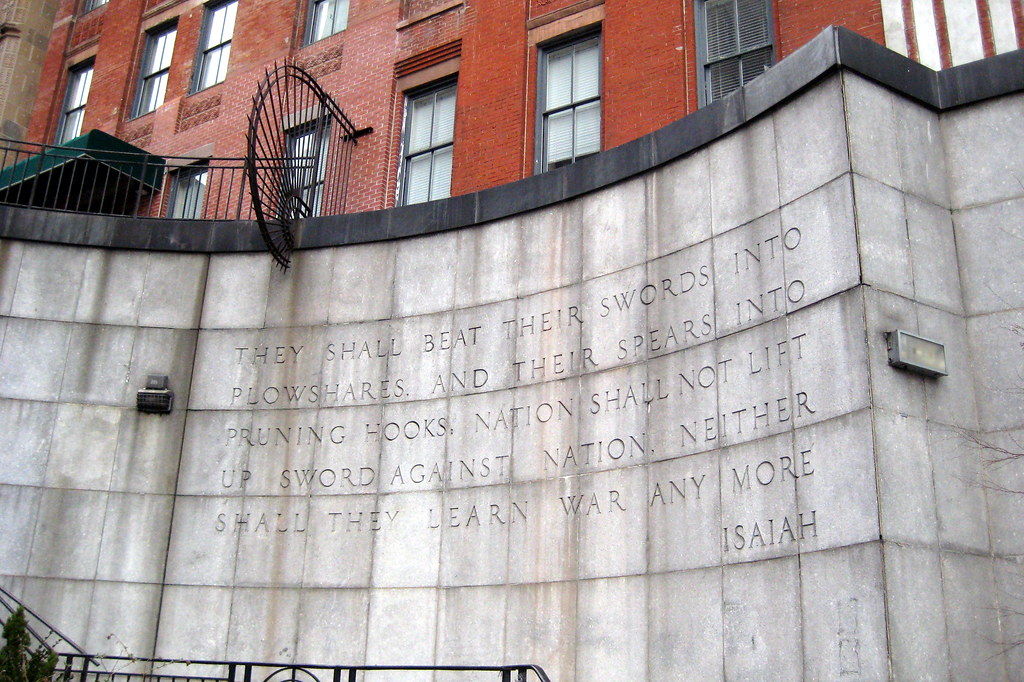 THEY SHALL BEAT THEIR SWORDS INTO
PLOWSHARES. AND THEIR SPEARS INTO
PRUNING HOOKS; NATION SHALL NOT LIFT
UP SWORD AGAINST NATION. NEITHER
SHALL THEY LEARN WAR ANY MORE
ISAIAH